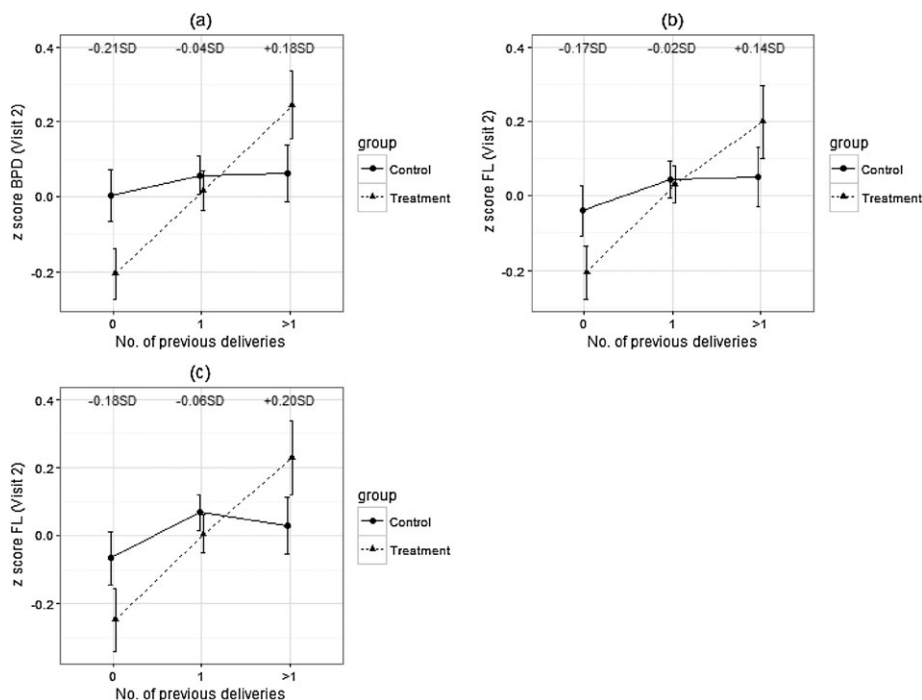 (a)
-0.21SD -0.04SD +0.18SD
0.4
0.2
0.0
-0.2
z score BPD (Visit 2)
0 1 >1
No. of previous deliveries
group
Control
Treatment
(b)
-0.17SD -0.02SD +0.14SD
0.4
0.2
0.0
-0.2
z score FL (Visit 2)
0 1 >1
No. of previous deliveries
group
Control
Treatment
(c)
-0.18SD -0.06SD +0.20SD
0.4
0.2
0.0
-0.2
z score FL (Visit 2)
0 1 >1
No. of previous deliveries
group
Control
Treatment